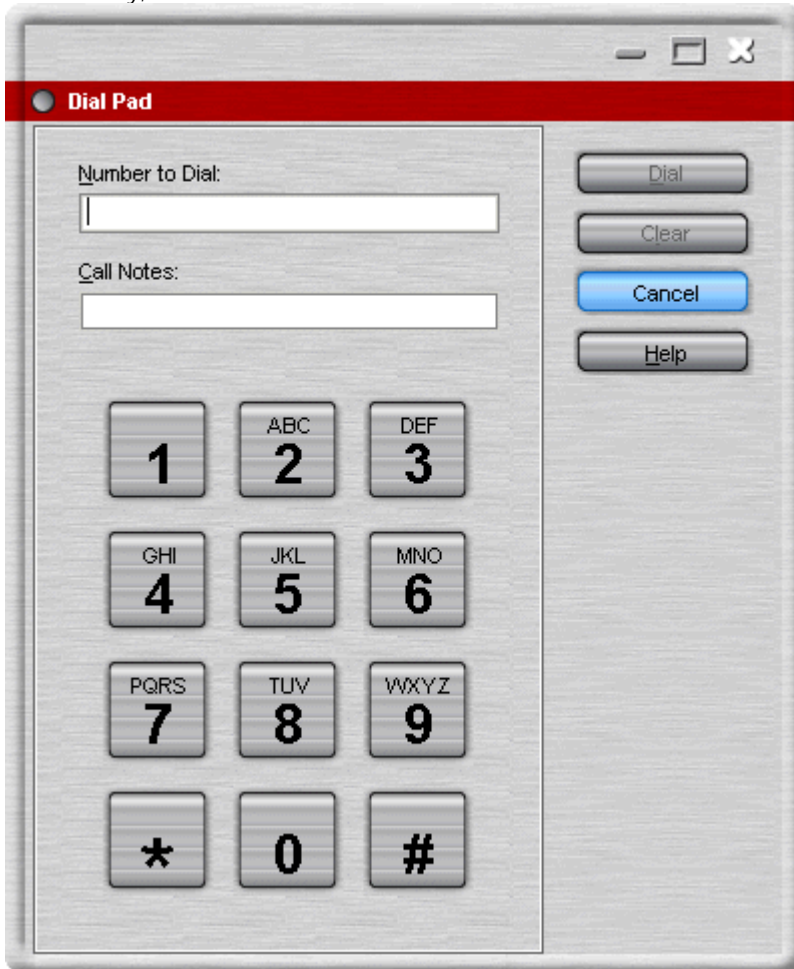 Dial Pad
Number to Dial:
Dial
Clear
Call Notes:
Cancel
Help
1
ABC
2
DEF
3
GHI
4
JKL
5
MNO
6
PQRS
7
TUV
8
WXYZ
9
*
0
#